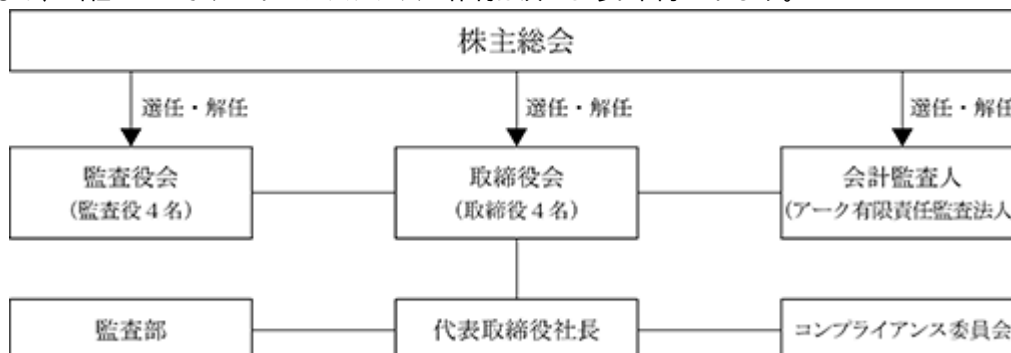 株主総会
選任・解任
選任・解任
選任・解任
監査役会
(監査役4名)
取締役会
(取締役4名)
会計監査人
(アーク有限責任監査法人
監査部
代表取締役社長
コンプライアンス委員会